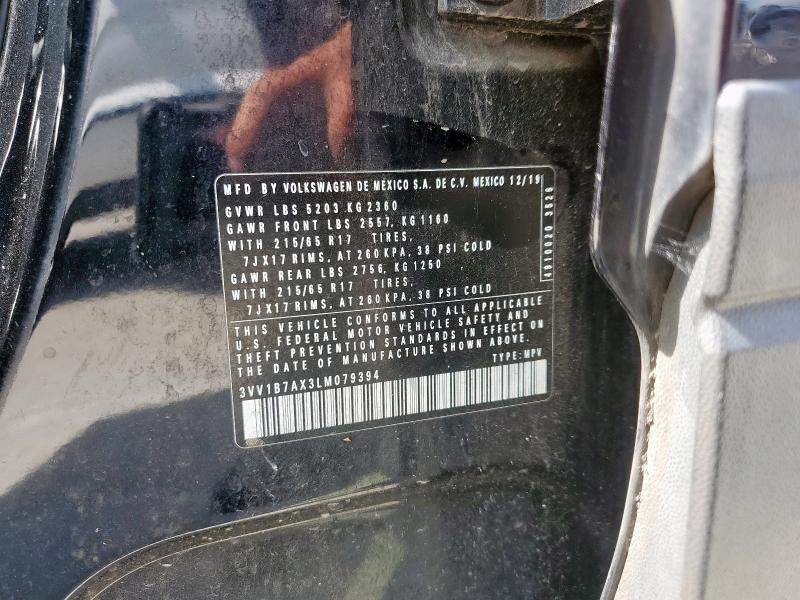 MFD BY VOLKSWAGEN DE MEXICO S.A. DE C.V. MEXICO 12/19
GVWR LBS 5203 KG 2360
GAWR FRONT LBS 2557, KG 1160
WITH 215/65 R17 TIRES,
7JX17 RIMS, AT 260 KPA, 38 PSI COLD
GAWR REAR LBS 2756, KG 1250
WITH 215/65 R17 TIRES,
7JX17 RIMS, AT 260 KPA, 38 PSI COLD
THIS VEHICLE CONFORMS TO ALL APPLICABLE
U.S. FEDERAL MOTOR VEHICLE SAFETY AND
THEFT PREVENTION STANDARDS IN EFFECT ON
THE DATE OF MANUFACTURE SHOWN ABOVE.
3VV1B7AX3LM079394 TYPE: MPV